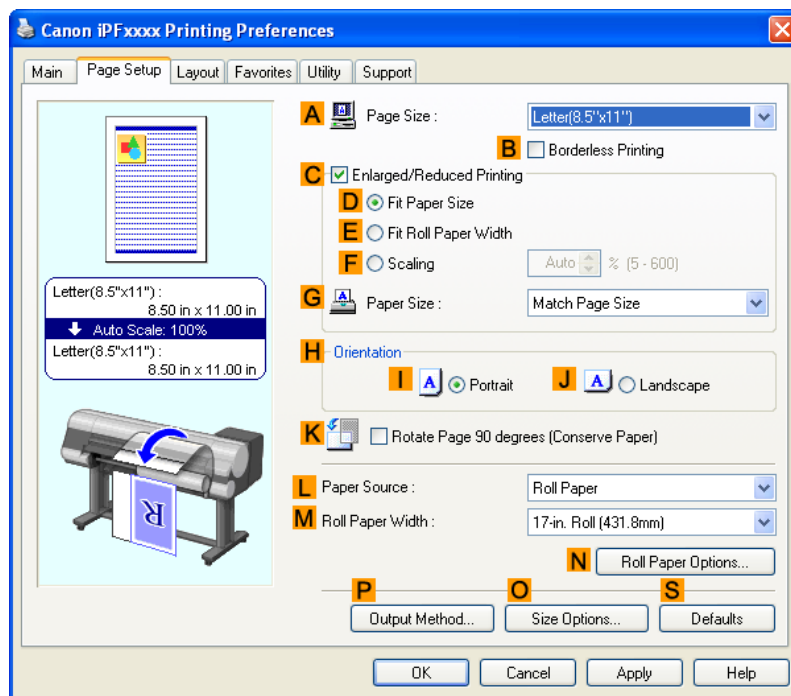 Canon iPFxxxx Printing Preferences
Main Page Setup Layout Favorites Utility Support
A Page Size : Letter(8.5"x11")
B Borderless Printing
C Enlarged/Reduced Printing
D Fit Paper Size
E Fit Roll Paper Width
F Scaling Auto % (5 - 600)
G A Paper Size : Match Page Size
Letter(8.5"x11") :
8.50 in x 11.00 in
Auto Scale: 100%
Letter(8.5"x11") :
8.50 in x 11.00 in
H Orientation
I A Portrait J A Landscape
K Rotate Page 90 degrees (Conserve Paper)
R
L Paper Source : Roll Paper
M Roll Paper Width : 17-in. Roll (431.8mm)
N Roll Paper Options...
P O S
Output Method... Size Options... Defaults
OK Cancel Apply Help